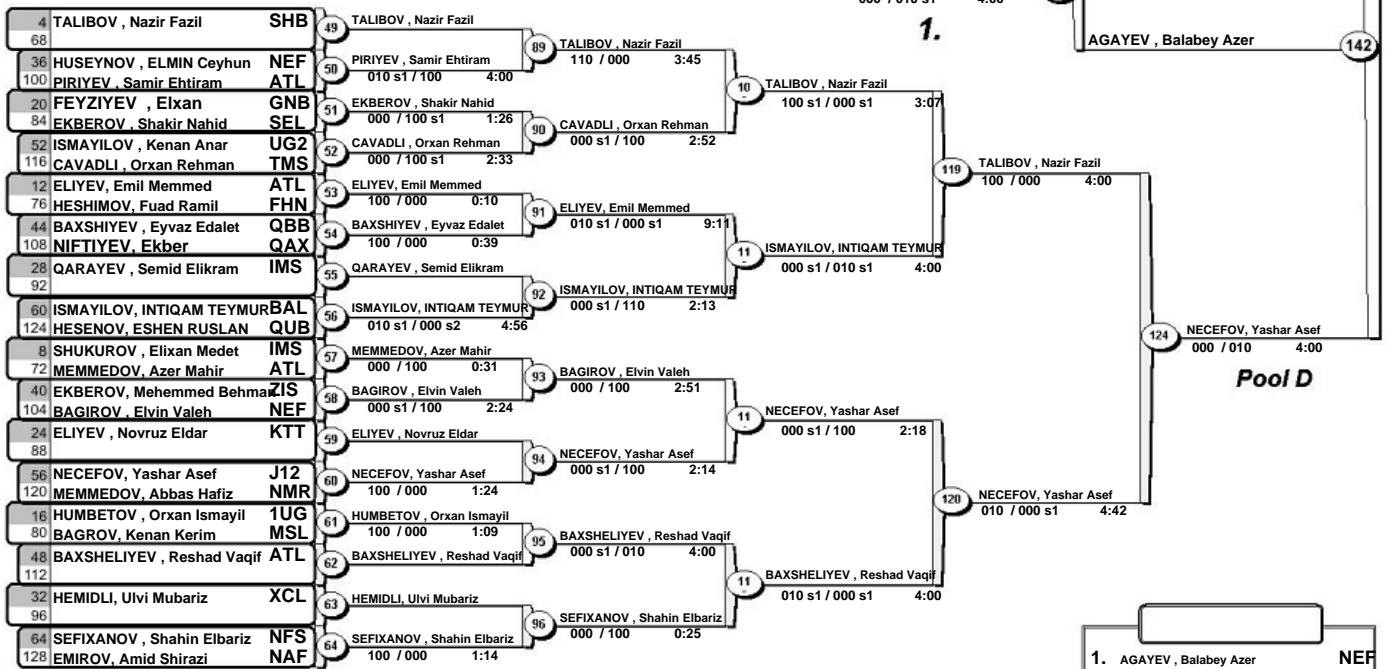 000 / 010 s1 4:00
1.
AGAYEV , Balabey Azer 142
4 TALIBOV , Nazir Fazil SHB
68
49 TALIBOV , Nazir Fazil
36 HUSEYNOV , ELMIN Ceyhun NEF
100 PIRIYEV , Samir Ehtiram ATL
50 PIRIYEV , Samir Ehtiram
010 s1 / 100 4:00
20 FEYZIYEV , Elxan GNB
84 EKBEROV , Shakir Nahid SEL
51 EKBEROV , Shakir Nahid
000 / 100 s1 1:26
52 ISMAYILOV , Kenan Anar UG2
116 CAVADLI , Orxan Rehman TMS
52 CAVADLI , Orxan Rehman
000 / 100 s1 2:33
12 ELIYEV, Emil Memmed ATL
76 HESHIMOV, Fuad Ramil FHN
53 ELIYEV, Emil Memmed
100 / 000 0:10
44 BAXSHIYEV , Eyvaz Edalet QBB
108 NIFTIYEV, Ekber QAX
54 BAXSHIYEV , Eyvaz Edalet
100 / 000 0:39
28 QARAYEV , Semid Elikram IMS
92
55 QARAYEV , Semid Elikram
60 ISMAYILOV, INTIQAM TEYMUR BAL
124 HESENOV, ESHEN RUSLAN QUB
56 ISMAYILOV, INTIQAM TEYMUR
010 s1 / 000 s2 4:56
8 SHUKUROV , Elixan Medet IMS
72 MEMMEDOV, Azer Mahir ATL
57 MEMMEDOV, Azer Mahir
000 / 100 0:31
40 EKBEROV, Mehemmed Behman ZIS
104 BAGIROV , Elvin Valeh NEF
58 BAGIROV , Elvin Valeh
000 s1 / 100 2:24
24 ELIYEV , Novruz Eldar KTT
88
59 ELIYEV , Novruz Eldar
56 NECEFOV, Yashar Asef J12
120 MEMMEDOV, Abbas Hafiz NMR
60 NECEFOV, Yashar Asef
100 / 000 1:24
16 HUMBETOV , Orxan Ismayil 1UG
80 BAGROV, Kenan Kerim MSL
61 HUMBETOV , Orxan Ismayil
100 / 000 1:09
48 BAXSHELIYEV , Reshad Vaqif ATL
112
62 BAXSHELIYEV , Reshad Vaqif
32 HEMIDLI, Ulvi Mubariz XCL
96
63 HEMIDLI, Ulvi Mubariz
64 SEFIXANOV , Shahin Elbariz NFS
128 EMIROV, Amid Shirazi NAF
64 SEFIXANOV , Shahin Elbariz
100 / 000 1:14
89 TALIBOV , Nazir Fazil
110 / 000 3:45
90 CAVADLI , Orxan Rehman
000 s1 / 100 2:52
91 ELIYEV, Emil Memmed
010 s1 / 000 s1 9:11
92 ISMAYILOV, INTIQAM TEYMUR
000 s1 / 110 2:13
93 BAGIROV , Elvin Valeh
000 / 100 2:51
94 NECEFOV, Yashar Asef
000 s1 / 100 2:14
95 BAXSHELIYEV , Reshad Vaqif
000 s1 / 010 4:00
96 SEFIXANOV , Shahin Elbariz
000 / 100 0:25
10 TALIBOV , Nazir Fazil
100 s1 / 000 s1 3:07
11 ISMAYILOV, INTIQAM TEYMUR
000 s1 / 010 s1 4:00
11 NECEFOV, Yashar Asef
000 s1 / 100 2:18
11 BAXSHELIYEV , Reshad Vaqif
010 s1 / 000 s1 4:00
119 TALIBOV , Nazir Fazil
100 / 000 4:00
120 NECEFOV, Yashar Asef
010 / 000 s1 4:42
124 NECEFOV, Yashar Asef
000 / 010 4:00
Pool D
1. AGAYEV , Balabey Azer NEF